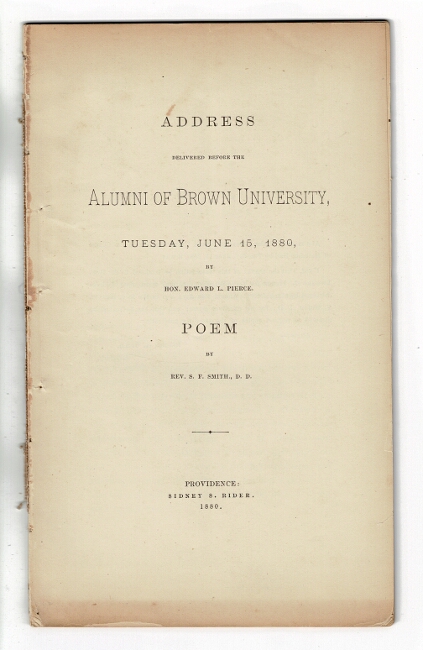 ADDRESS
DELIVERED BEFORE THE
ALUMNI OF BROWN UNIVERSITY,
TUESDAY, JUNE 15, 1880,
BY
HON. EDWARD L. PIERCE.
POEM
BY
REV. S. F. SMITH, D. D.
PROVIDENCE:
SIDNEY S. RIDER.
1880.